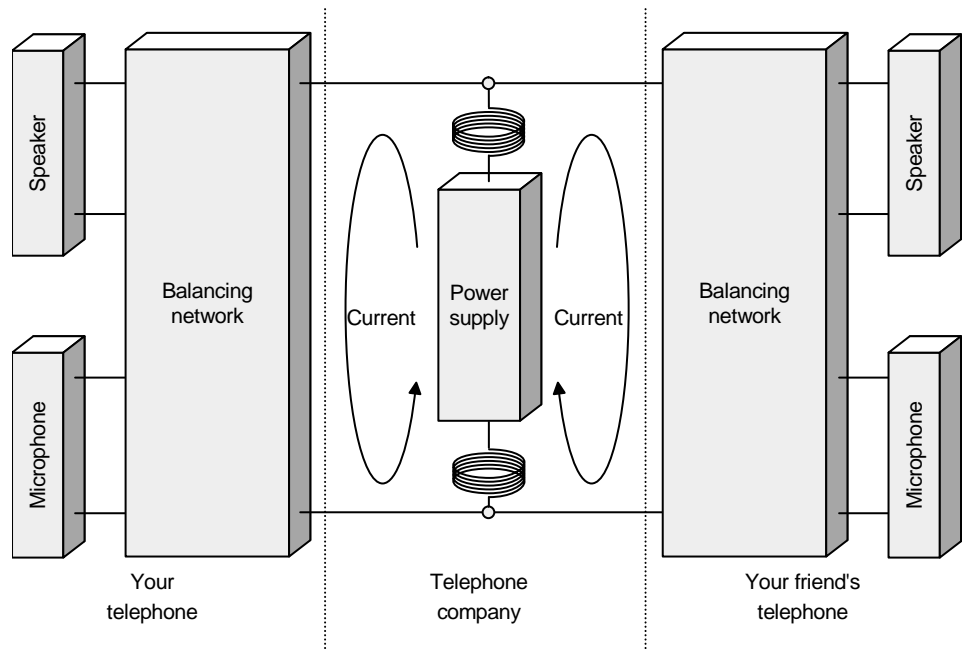 Speaker
Microphone
Balancing
network
Current
Power
supply
Current
Balancing
network
Speaker
Microphone
Your
telephone
Telephone
company
Your friend's
telephone